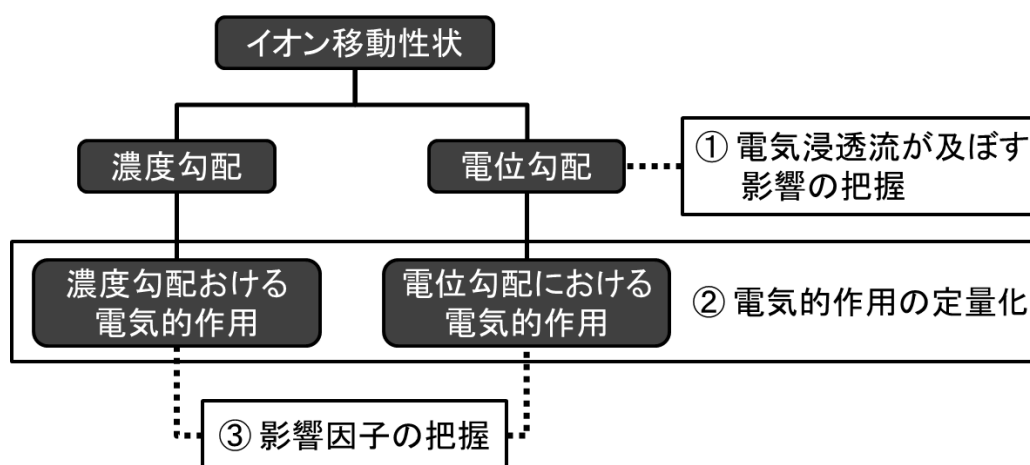 イオン移動性状
濃度勾配
電位勾配
① 電気浸透流が及ぼす
影響の把握
濃度勾配おける
電気的作用
電位勾配における
電気的作用
② 電気的作用の定量化
③ 影響因子の把握